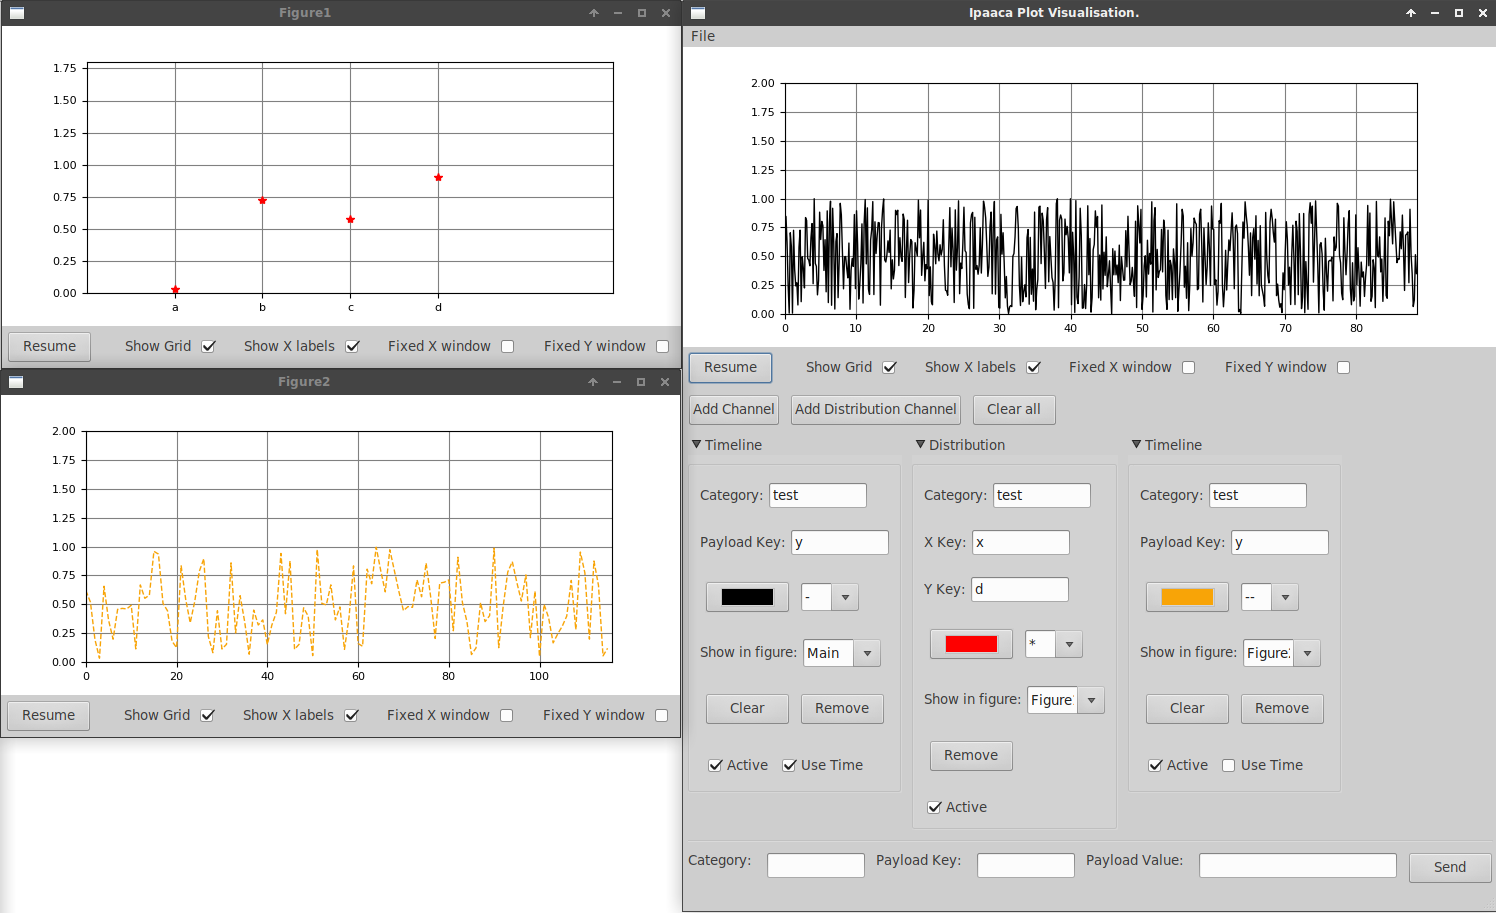 Figure1
1.75
1.50
1.25
1.00
0.75
0.50
0.25
0.00
a b c d
Resume Show Grid Show X labels Fixed X window Fixed Y window
Figure2
2.00
1.75
1.50
1.25
1.00
0.75
0.50
0.25
0.00
0 20 40 60 80 100
Resume Show Grid Show X labels Fixed X window Fixed Y window
Ipaaca Plot Visualisation.
File
2.00
1.75
1.50
1.25
1.00
0.75
0.50
0.25
0.00
0 10 20 30 40 50 60 70 80
Resume Show Grid Show X labels Fixed X window Fixed Y window
Add Channel Add Distribution Channel Clear all
Timeline
Category: test
Payload Key: y
-
Show in figure: Main
Clear Remove
Active Use Time
Distribution
Category: test
X Key: x
Y Key: d
*
Show in figure: Figure
Remove
Active
Timeline
Category: test
Payload Key: y
--
Show in figure: Figure
Clear Remove
Active Use Time
Category: Payload Key: Payload Value: Send